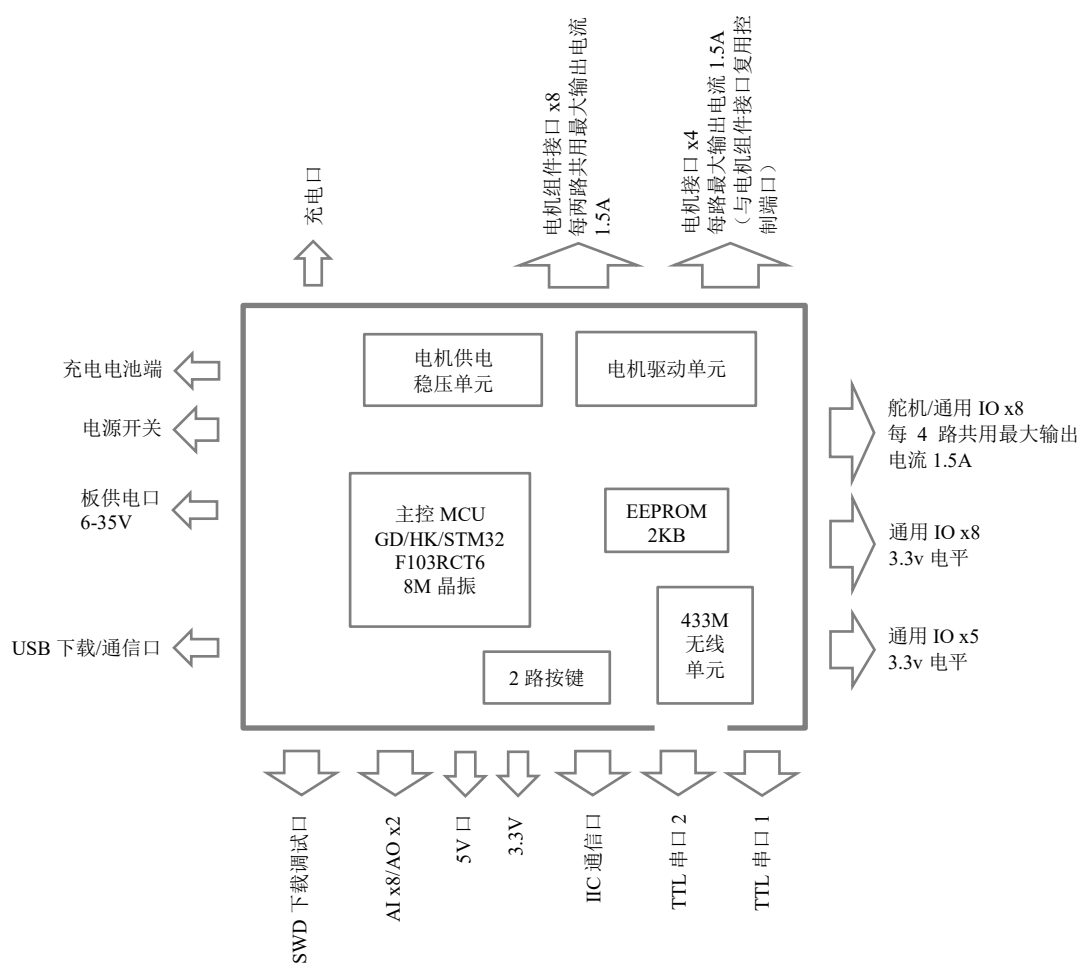 充电口
电机组件接口 x8
每两路共用最大输出电流
1.5A
电机接口 x4
每路最大输出电流 1.5A
（与电机组件接口复用控
制端口）
充电电池端
电源开关
板供电口
6-35V
USB 下载/通信口
电机供电
稳压单元
电机驱动单元
主控 MCU
GD/HK/STM32
F103RCT6
8M 晶振
EEPROM
2KB
433M
无线
单元
2 路按键
舵机/通用 IO x8
每 4 路共用最大输出
电流 1.5A
通用 IO x8
3.3v 电平
通用 IO x5
3.3v 电平
SWD 下载调试口
AI x8/AO x2
5V 口
3.3V
IIC 通信口
TTL 串口 2
TTL 串口 1